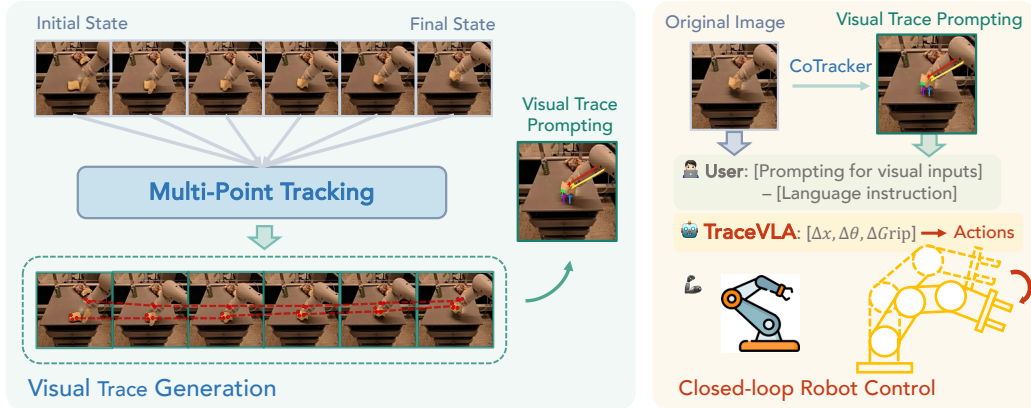 Initial State
Final State
Multi-Point Tracking
Visual Trace
Prompting
Visual Trace Generation
Original Image
Visual Trace Prompting
CoTracker
User: [Prompting for visual inputs]
– [Language instruction]
TraceVLA: [Δx, Δθ, ΔGrip] → Actions
Closed-loop Robot Control